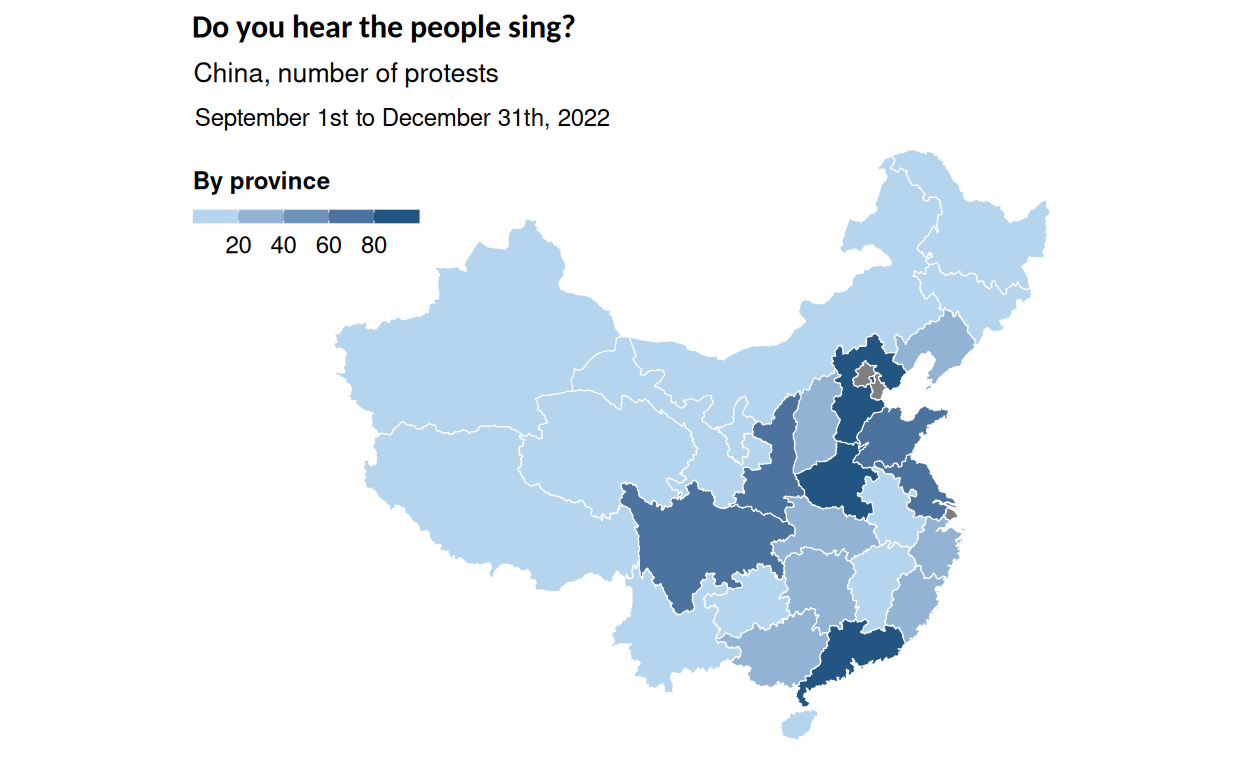 Do you hear the people sing?
China, number of protests
September 1st to December 31th, 2022
By province
20 40 60 80